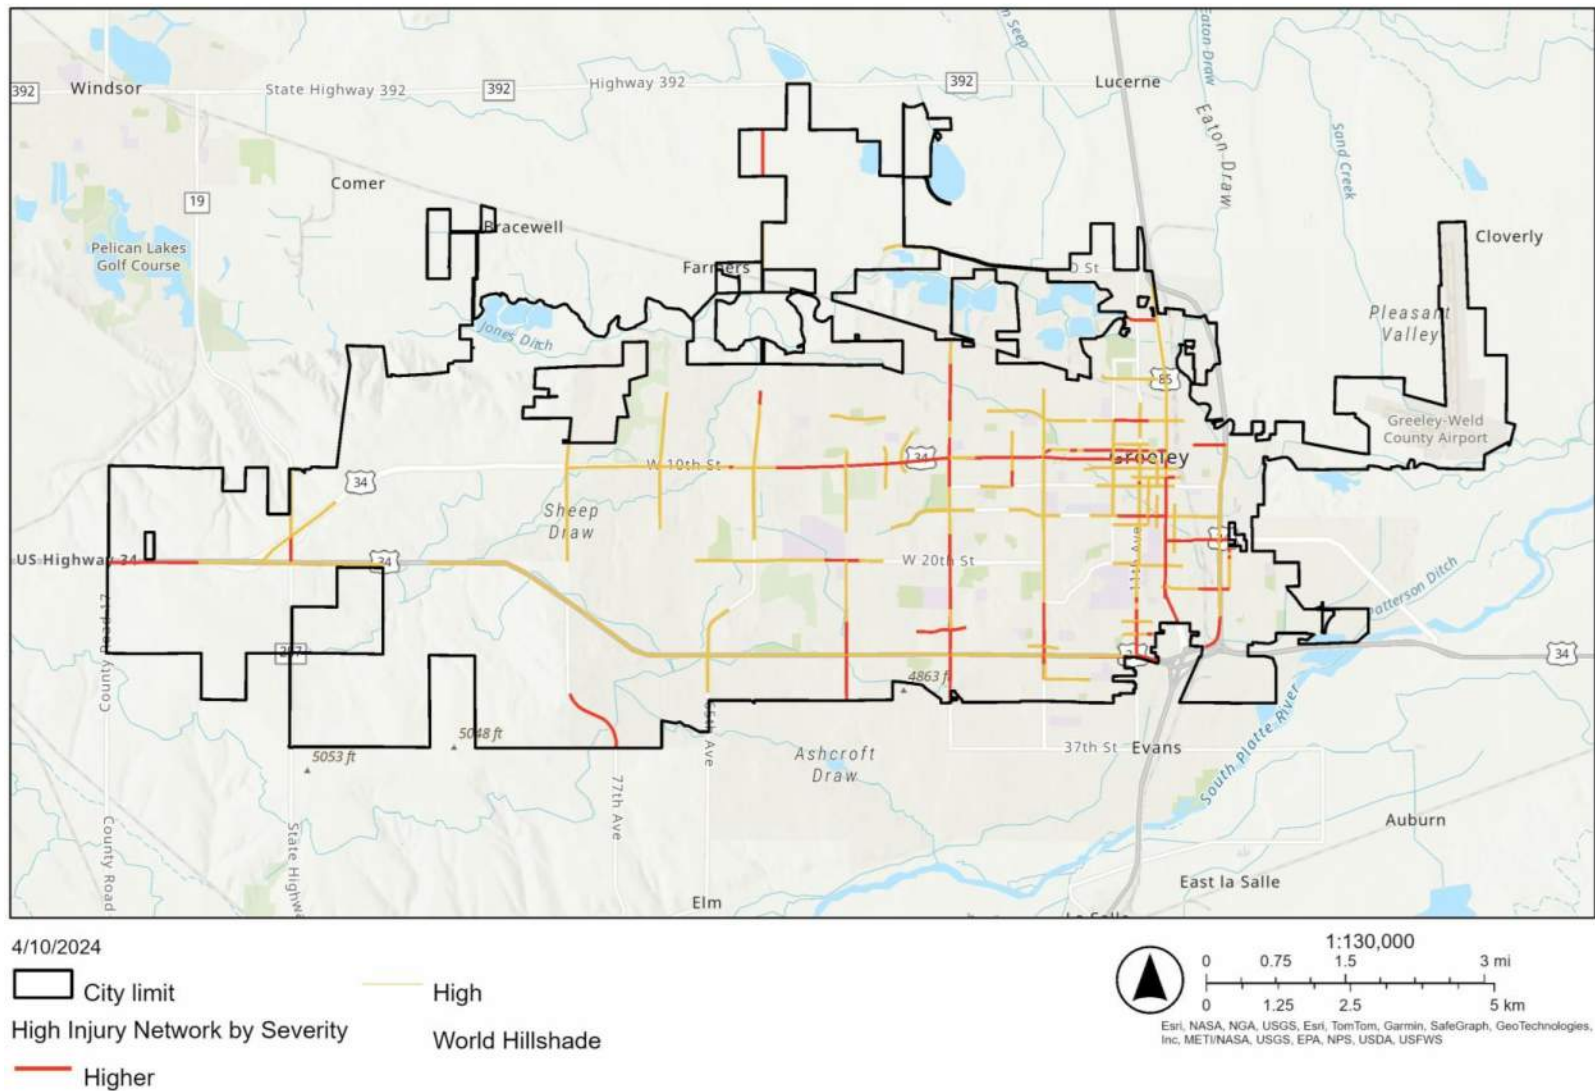 392
Windsor
State Highway 392
392
Highway 392
392
Lucerne
Eaton Draw
Eaton Draw
Sand Creek
Comer
19
Bracewell
Cloverly
Pelican Lakes
Golf Course
Farmers
O St
Jones Ditch
Pleasant
Valley
85
Greeley-Weld
County Airport
W 10th St
34
Greeley
34
Sheep
Draw
US Highway 34
34
W 20th St
11th Ave
Patterson Ditch
County Road 17
34
4863 ft
5048 ft
5053 ft
65th Ave
Ashcroft
Draw
37th St
Evans
South Platte River
77th Ave
County Road
Auburn
East la Salle
Elm
4/10/2024
City limit
High
High Injury Network by Severity
World Hillshade
Higher
1:130,000
0 0.75 1.5 3 mi
0 1.25 2.5 5 km
Esri, NASA, NGA, USGS, Esri, TomTom, Garmin, SafeGraph, GeoTechnologies,
Inc, METI/NASA, USGS, EPA, NPS, USDA, USFWS